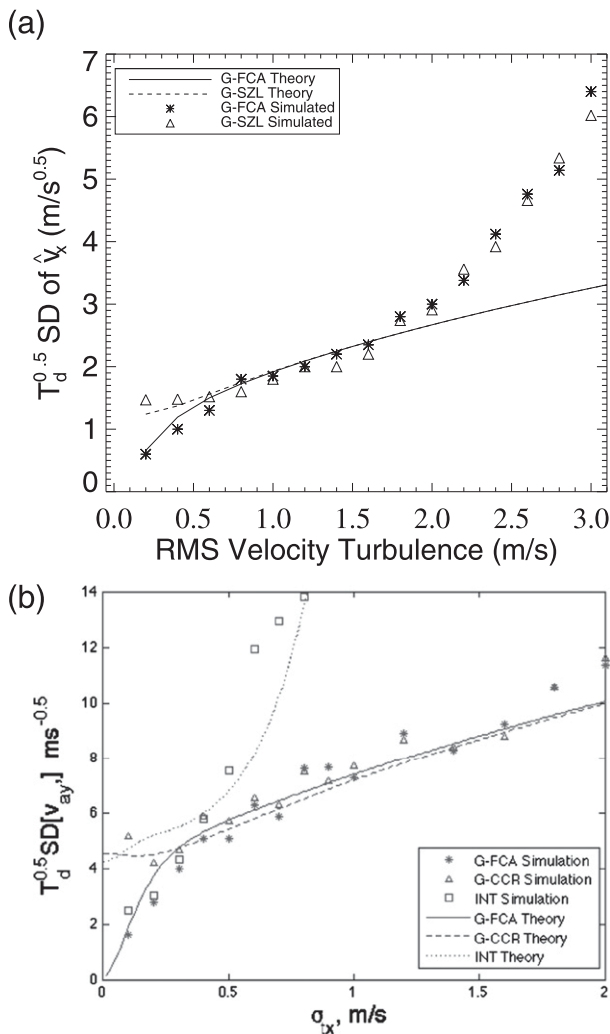 (a)
7
6
5
4
3
2
1
0
G-FCA Theory
G-SZL Theory
G-FCA Simulated
G-SZL Simulated
T_d^0.5 SD of v̂_x (m/s^0.5)
0.0 0.5 1.0 1.5 2.0 2.5 3.0
RMS Velocity Turbulence (m/s)
(b)
14
12
10
8
6
4
2
0
T_d^0.5 SD[v_ay,] ms^-0.5
G-FCA Simulation
G-CCR Simulation
INT Simulation
G-FCA Theory
G-CCR Theory
INT Theory
0 0.5 1 1.5 2
σ_tx, m/s